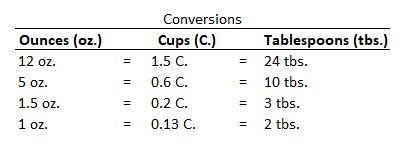 Conversions
Ounces (oz.) Cups (C.) Tablespoons (tbs.)
12 oz. = 1.5 C. = 24 tbs.
5 oz. = 0.6 C. = 10 tbs.
1.5 oz. = 0.2 C. = 3 tbs.
1 oz. = 0.13 C. = 2 tbs.